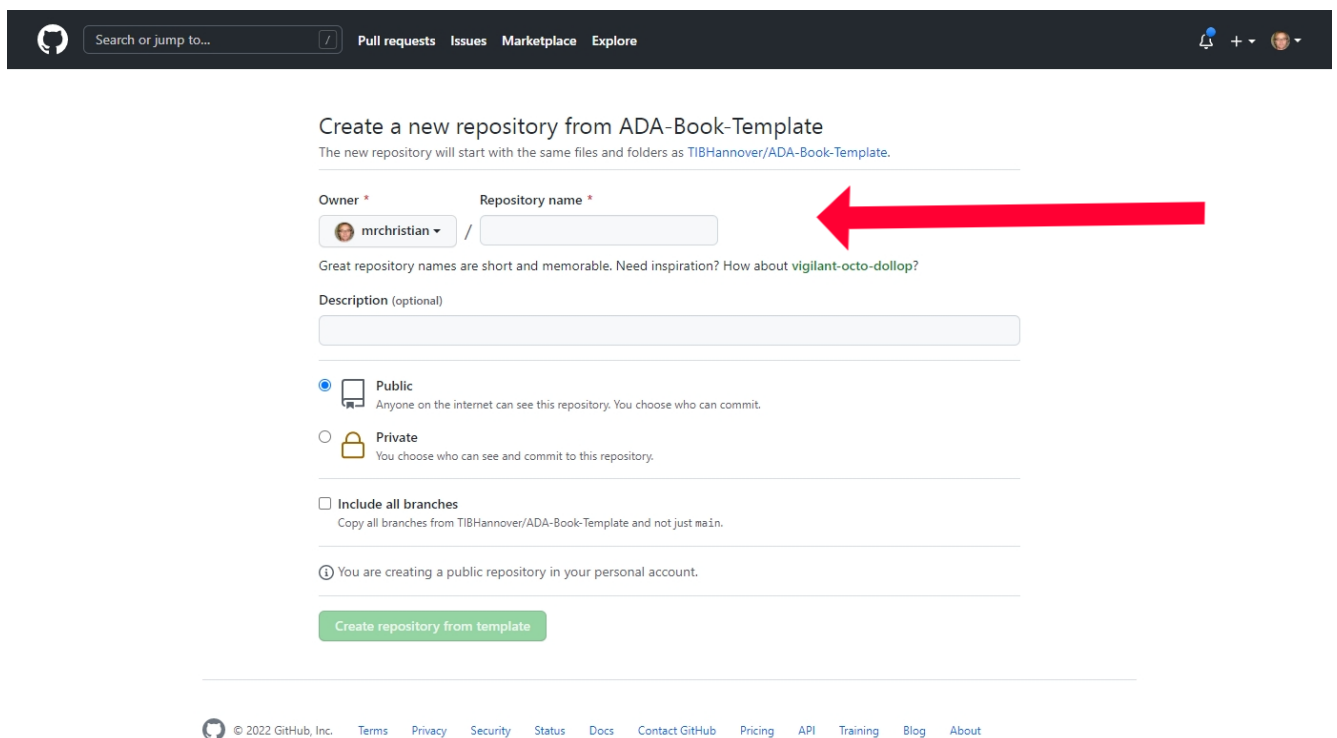 Search or jump to... / Pull requests Issues Marketplace Explore
Create a new repository from ADA-Book-Template
The new repository will start with the same files and folders as TIBHannover/ADA-Book-Template.
Owner * Repository name *
mrchristian /
Great repository names are short and memorable. Need inspiration? How about vigilant-octo-dollop?
Description (optional)
Public
Anyone on the internet can see this repository. You choose who can commit.
Private
You choose who can see and commit to this repository.
Include all branches
Copy all branches from TIBHannover/ADA-Book-Template and not just main.
You are creating a public repository in your personal account.
Create repository from template
© 2022 GitHub, Inc. Terms Privacy Security Status Docs Contact GitHub Pricing API Training Blog About